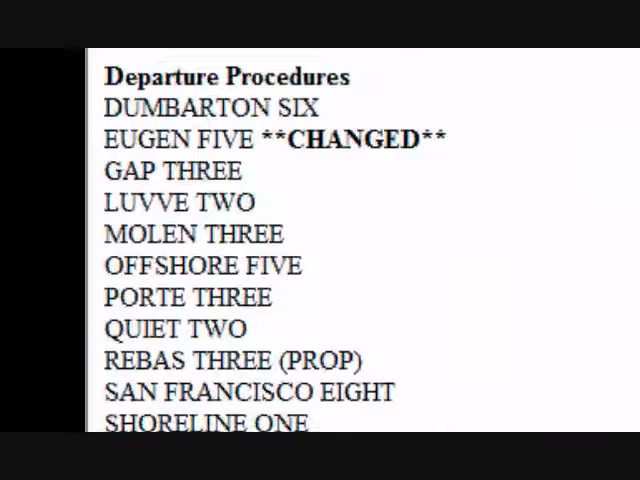 Departure Procedures
DUMBARTON SIX
EUGEN FIVE **CHANGED**
GAP THREE
LUVVE TWO
MOLEN THREE
OFFSHORE FIVE
PORTE THREE
QUIET TWO
REBAS THREE (PROP)
SAN FRANCISCO EIGHT
SHORELINE ONE